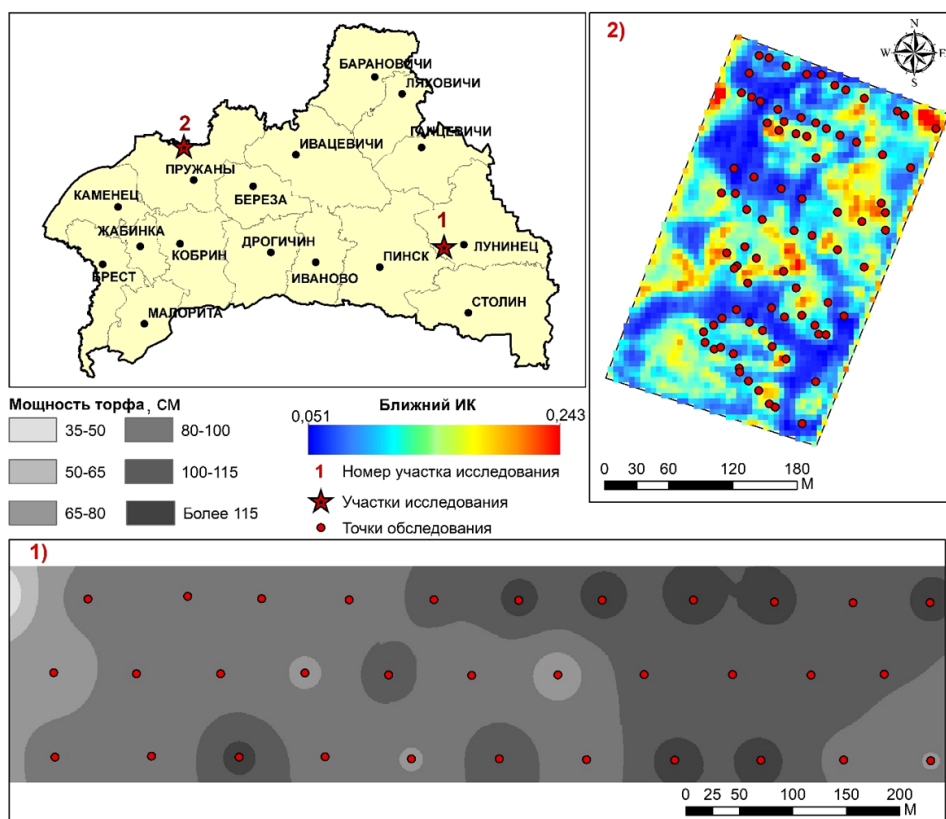 БАРАНОВИЧИ
ЛЯХОВИЧИ
ГАНЦЕВИЧИ
2
ИВАЦЕВИЧИ
ПРУЖАНЫ
КАМЕНЕЦ
БЕРЕЗА
1
ЖАБИНКА
КОБРИН
ДРОГИЧИН
ПИНСК
ЛУНИНЕЦ
БРЕСТ
ИВАНОВО
СТОЛИН
МАЛОРИТА
2)
N
W E
S
0 30 60 120 180
М
Мощность торфа, СМ
35-50
80-100
50-65
100-115
65-80
Более 115
Ближний ИК
0,051
0,243
1 Номер участка исследования
Участки исследования
Точки обследования
1)
0 25 50 100 150 200
М